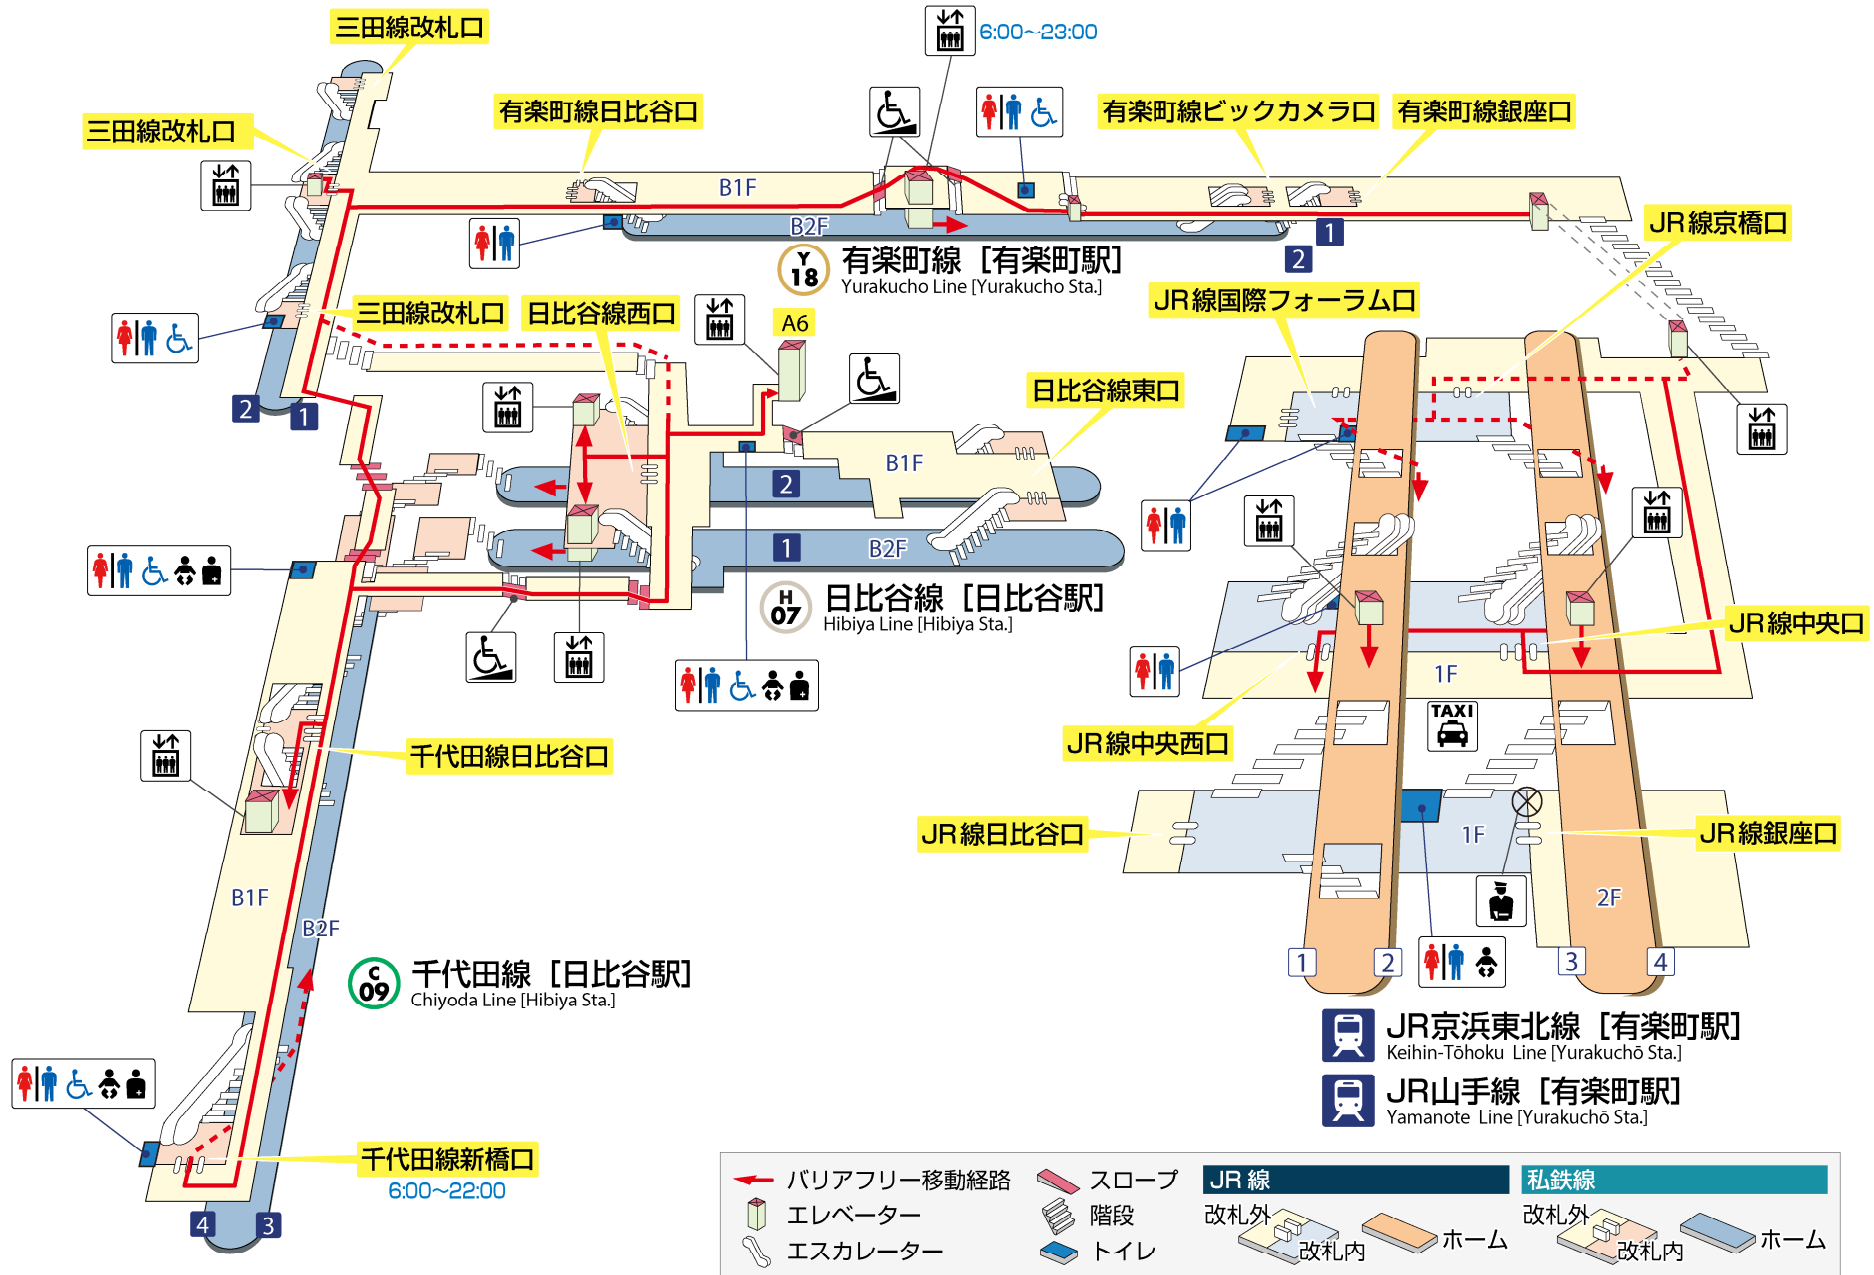 三田線改札口
6:00〜23:00
三田線改札口
有楽町線日比谷口
有楽町線ビックカメラ口
有楽町線銀座口
B1F
B2F
1
2
Y
18
有楽町線［有楽町駅］
Yurakucho Line [Yurakucho Sta.]
JR線京橋口
JR線国際フォーラム口
三田線改札口
日比谷線西口
A6
2
1
日比谷線東口
B1F
2
1
B2F
H
07
日比谷線［日比谷駅］
Hibiya Line [Hibiya Sta.]
JR線中央口
1F
TAXI
JR線中央西口
千代田線日比谷口
JR線日比谷口
1F
JR線銀座口
B1F
B2F
2F
C
09
千代田線［日比谷駅］
Chiyoda Line [Hibiya Sta.]
1
2
3
4
JR京浜東北線［有楽町駅］
Keihin-Tōhoku Line [Yurakuchō Sta.]
JR山手線［有楽町駅］
Yamanote Line [Yurakuchō Sta.]
千代田線新橋口
6:00〜22:00
4
3
バリアフリー移動経路
エレベーター
エスカレーター
スロープ
階段
トイレ
JR 線
改札外
改札内
ホーム
私鉄線
改札外
改札内
ホーム